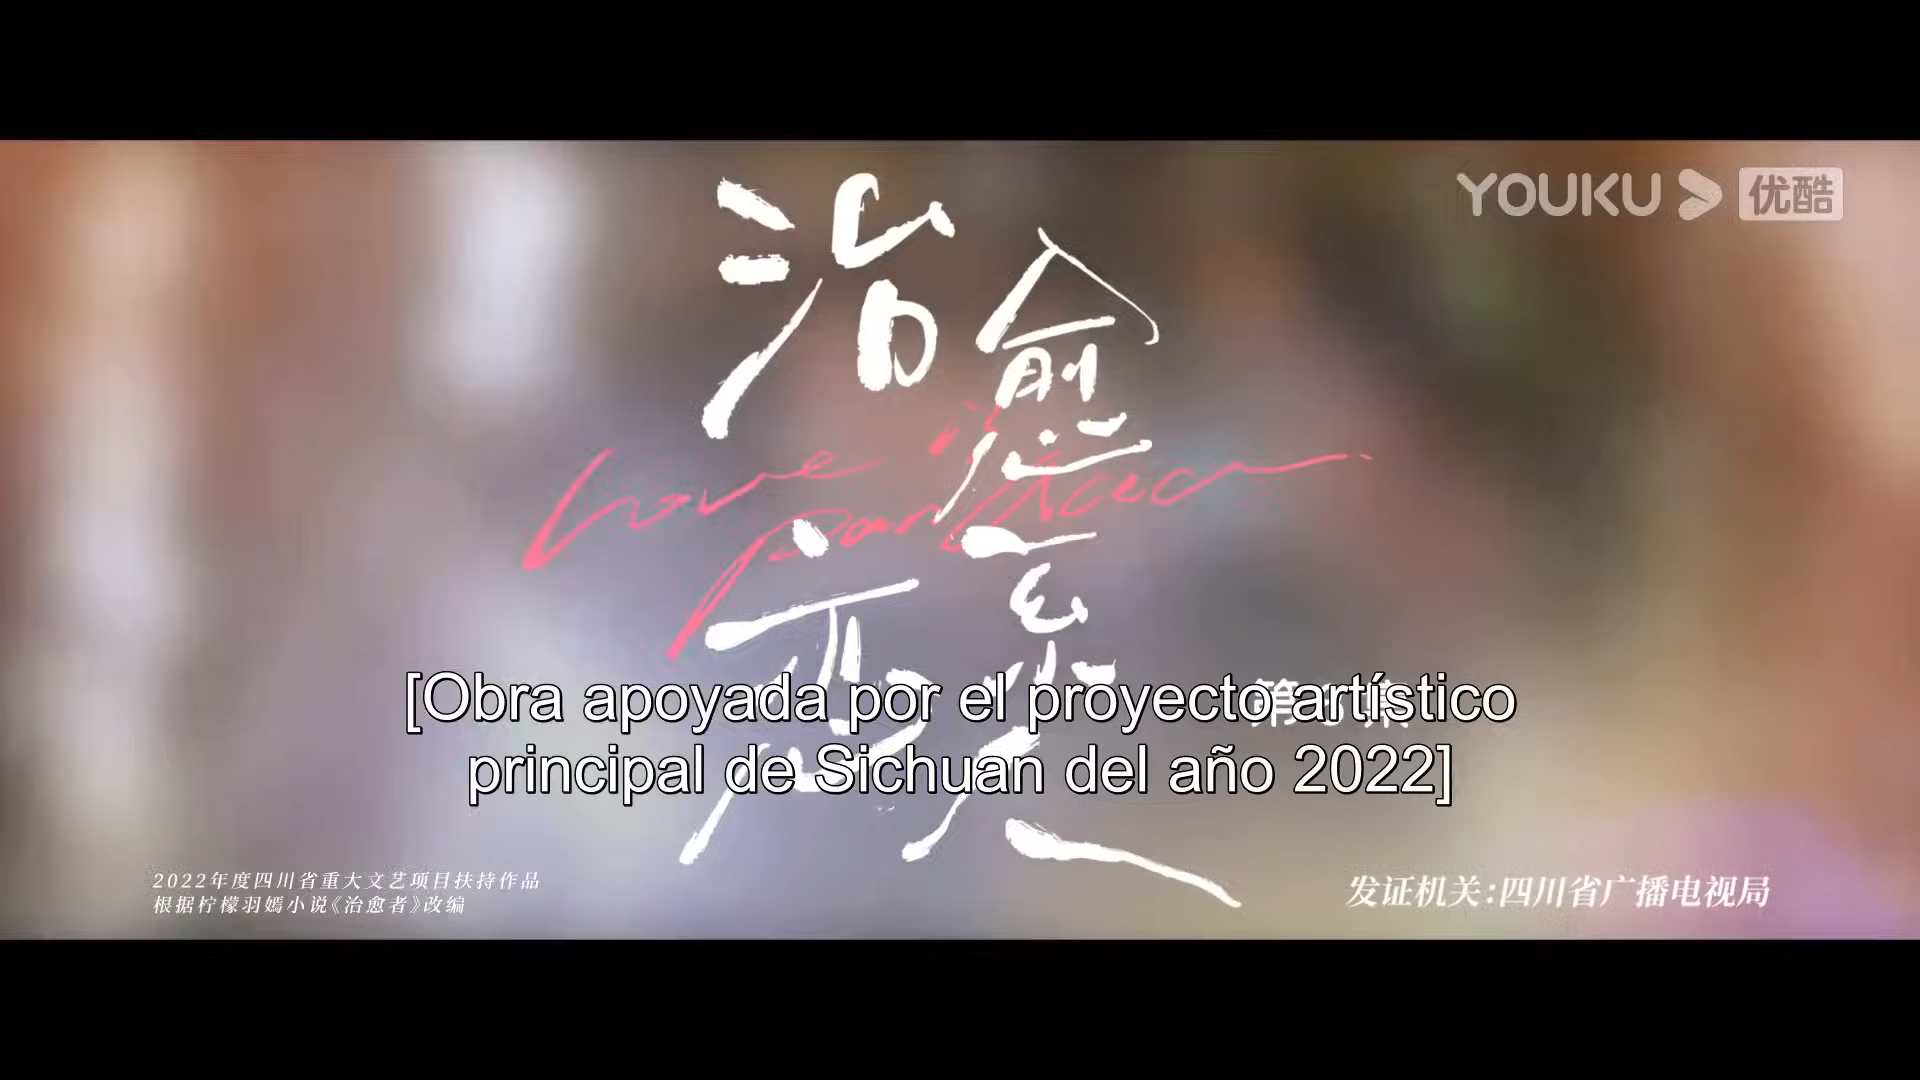 YOUKU 优酷
治愈
Love is
panacea
恋人
[Obra apoyada por el proyecto artístico
principal de Sichuan del año 2022]
2022年度四川省重大文艺项目扶持作品
根据柠檬羽嫣小说《治愈者》改编
发证机关:四川省广播电视局